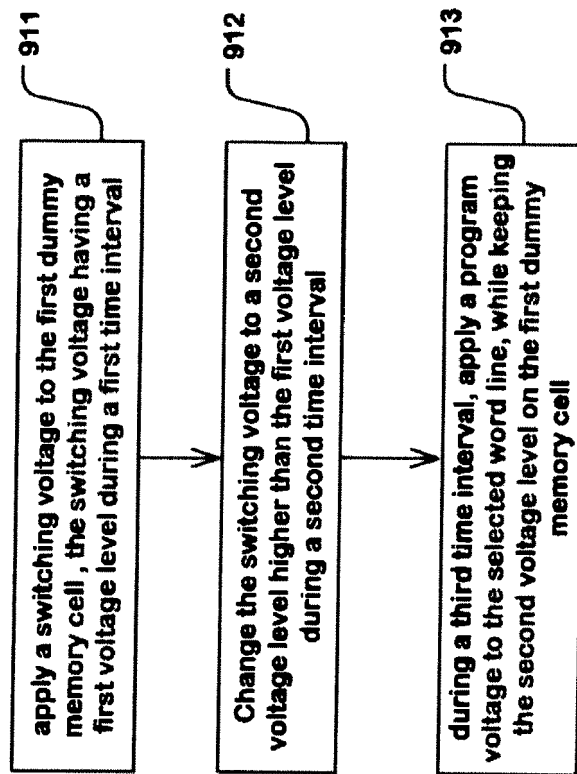 apply a switching voltage to the first dummy
memory cell , the switching voltage having a
first voltage level during a first time interval
911
Change the switching voltage to a second
voltage level higher than the first voltage level
during a second time interval
912
during a third time interval, apply a program
voltage to the selected word line, while keeping
the second voltage level on the first dummy
memory cell
913